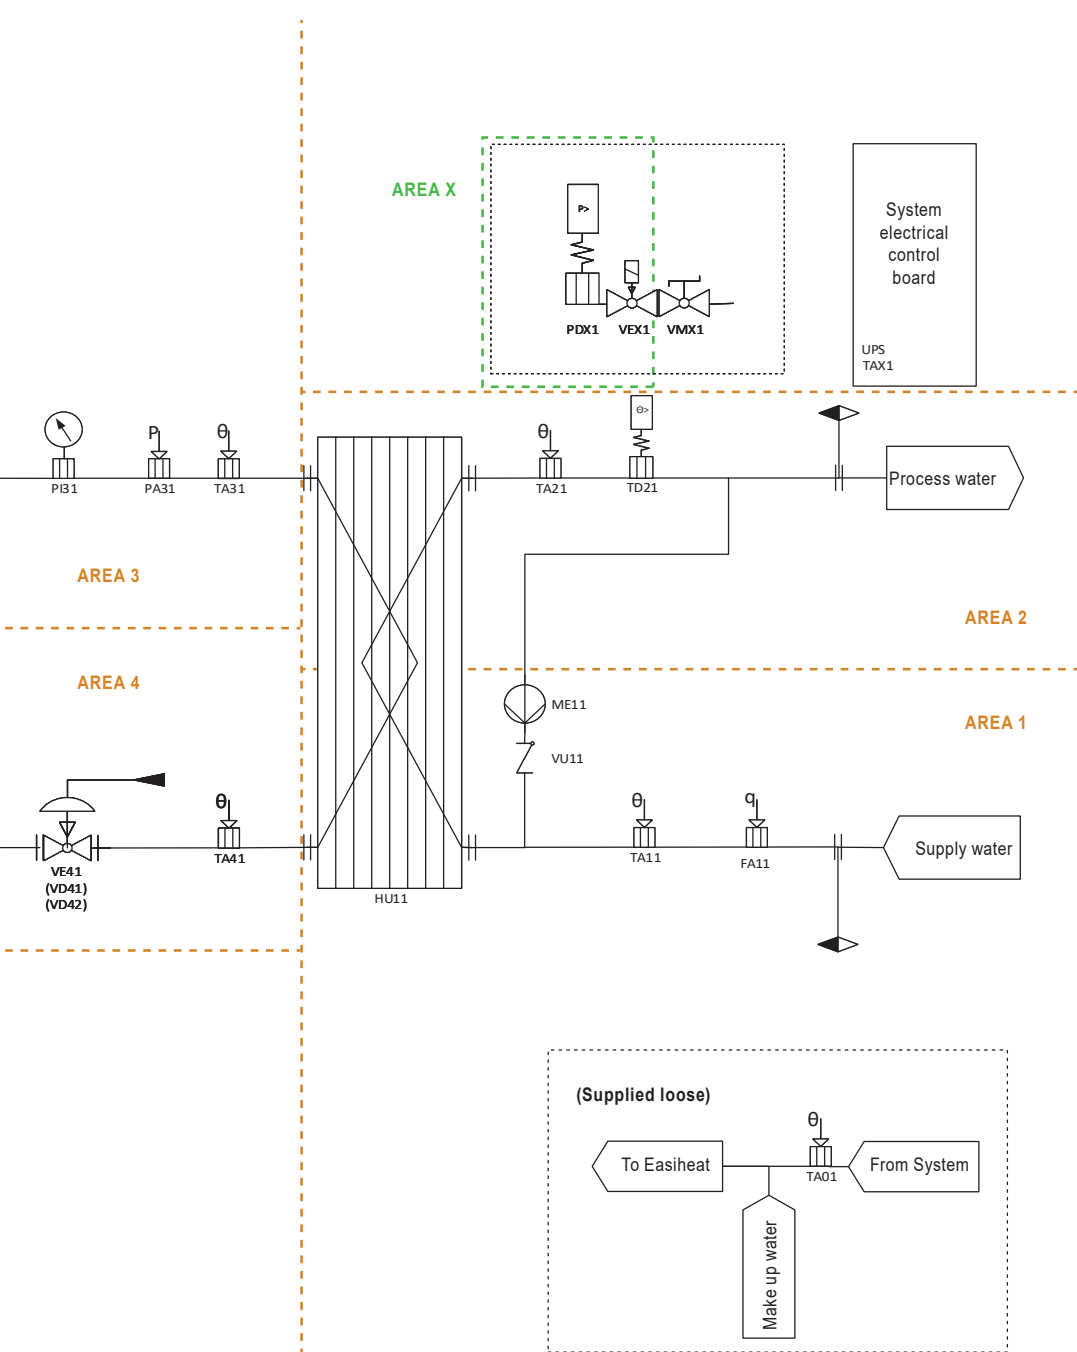 AREA X
P>
PDX1
VEX1
VMX1
System
electrical
control
board
UPS
TAX1
PI31
P
PA31
θ
TA31
θ
TA21
Θ>
TD21
Process water
AREA 3
AREA 2
AREA 4
ME11
AREA 1
VU11
θ
TA41
VE41
(VD41)
(VD42)
HU11
θ
TA11
q
FA11
Supply water
(Supplied loose)
To Easiheat
θ
TA01
From System
Make up water